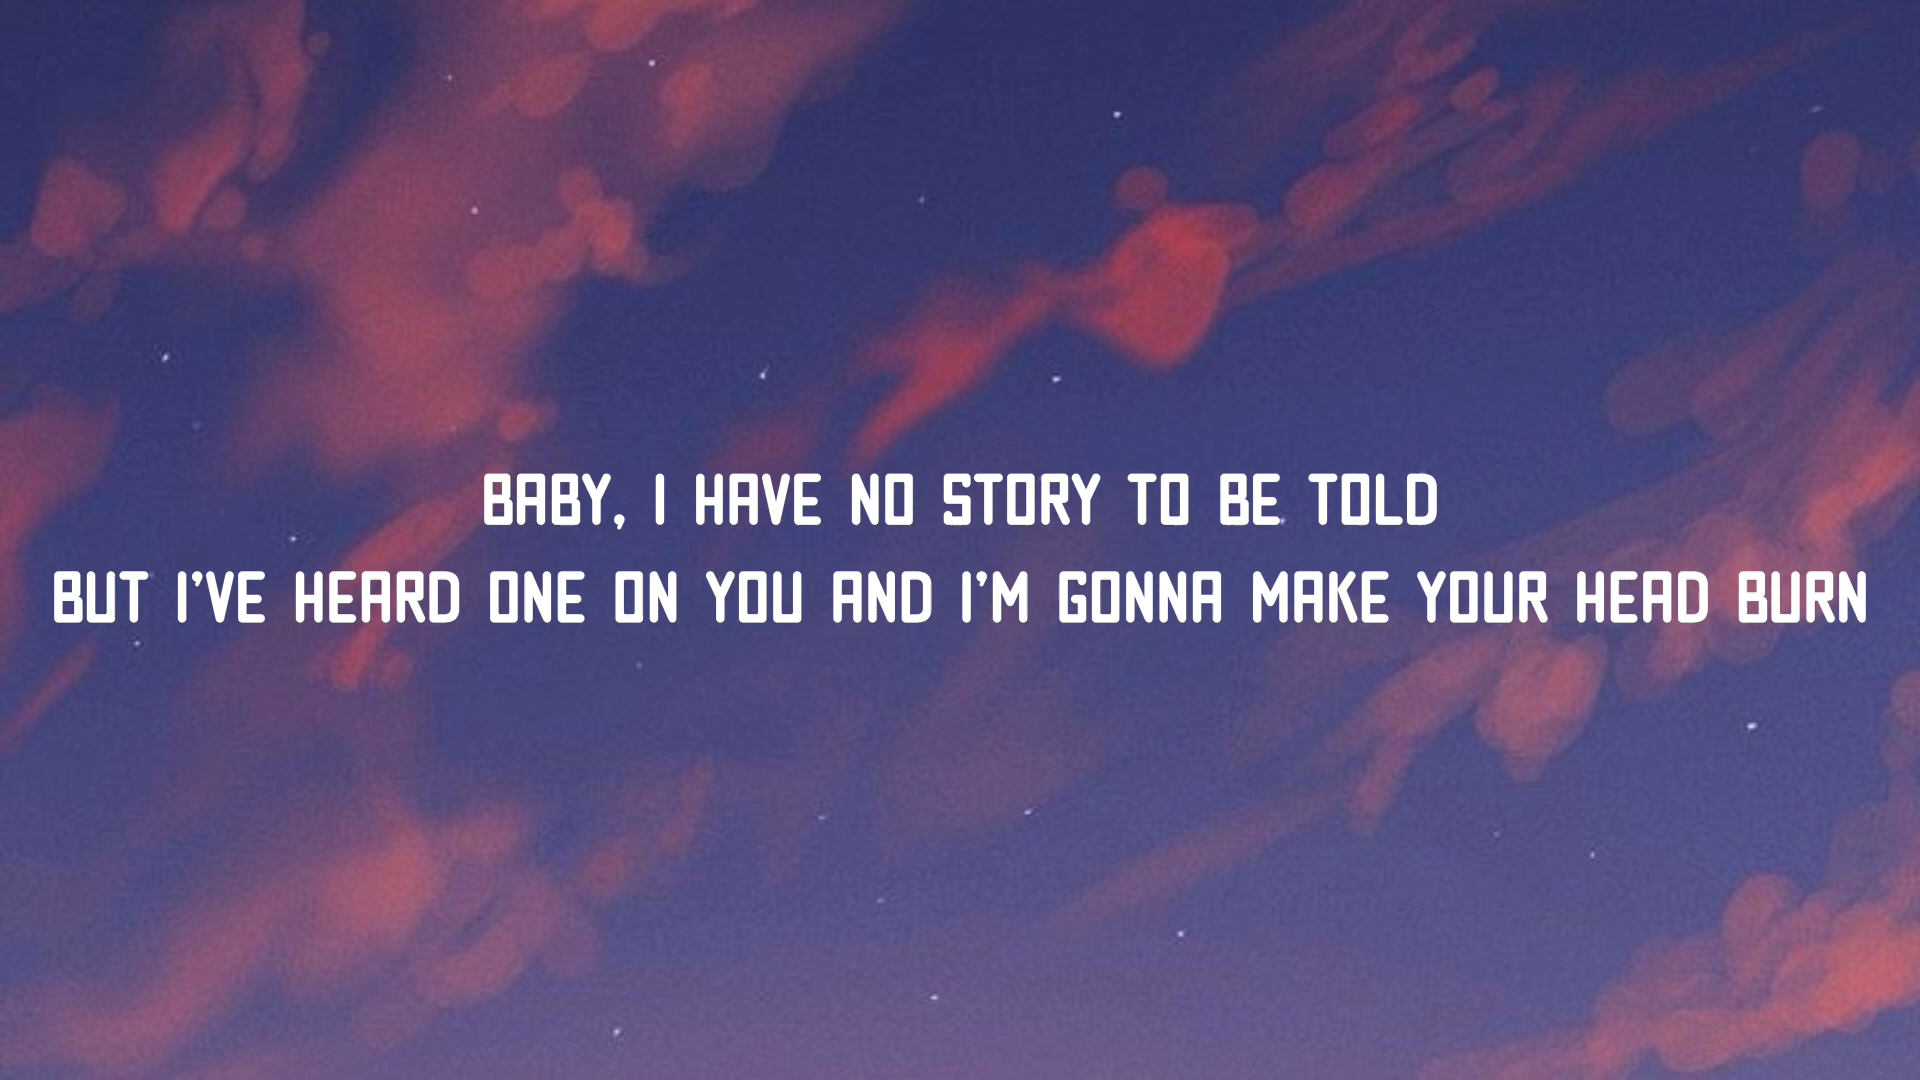 BABY, I HAVE NO STORY TO BE TOLD
BUT I'VE HEARD ONE ON YOU AND I'M GONNA MAKE YOUR HEAD BURN